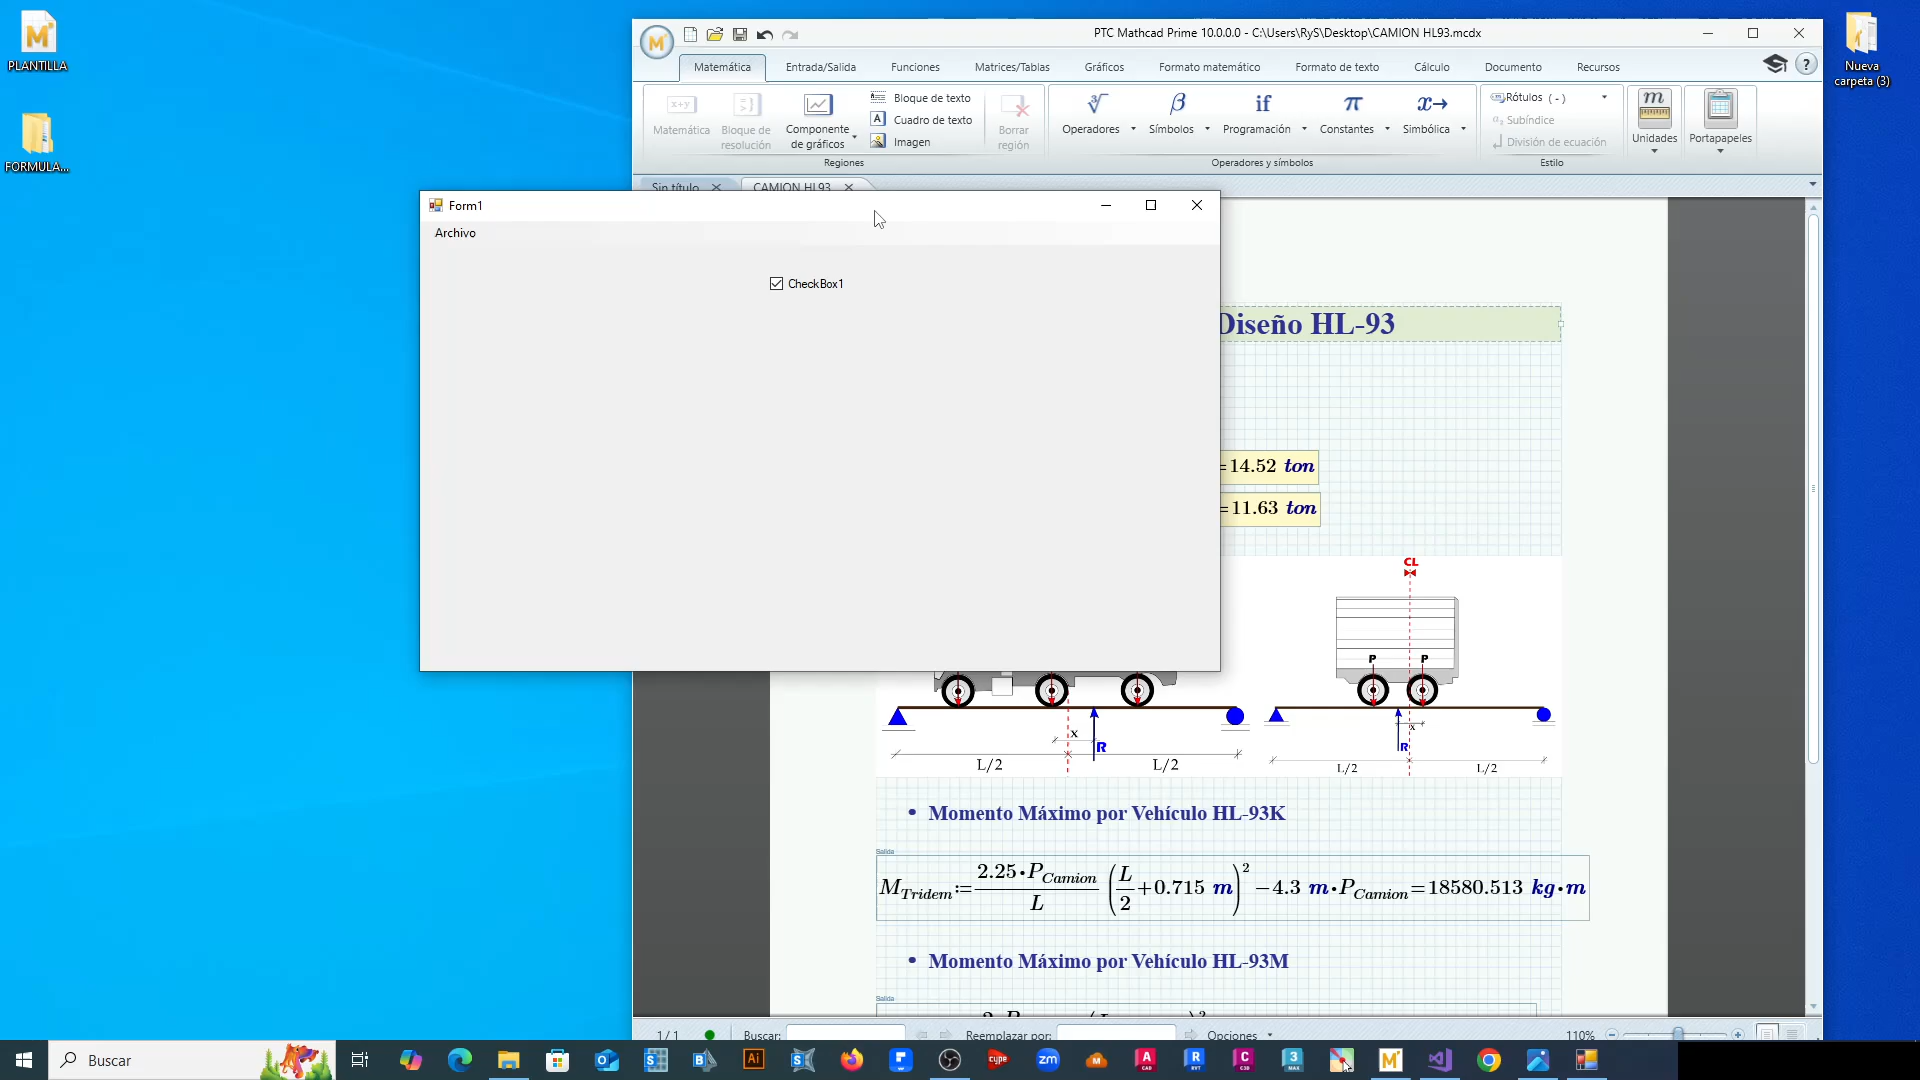 PLANTILLA
FORMULA...
Nueva
carpeta (3)
PTC Mathcad Prime 10.0.0.0 - C:\Users\RyS\Desktop\CAMION HL93.mcdx
Matemática Entrada/Salida Funciones Matrices/Tablas Gráficos Formato matemático Formato de texto Cálculo Documento Recursos
Matemática
Bloque de
resolución
Componente
de gráficos
Bloque de texto
Cuadro de texto
Imagen
Borrar
región
Regiones
Operadores
Símbolos
Programación
Constantes
Simbólica
Operadores y símbolos
Rótulos ( - )
Subíndice
División de ecuación
Estilo
Unidades
Portapapeles
Sin título
CAMION HL93
Form1
Archivo
CheckBox1
Diseño HL-93
=14.52 ton
=11.63 ton
CL
P P
x
R
L/2 L/2
x
R
L/2 L/2
• Momento Máximo por Vehículo HL-93K
Salida
M_Tridem := 2.25•P_Camion / L (L/2 + 0.715 m)^2 − 4.3 m•P_Camion = 18580.513 kg•m
• Momento Máximo por Vehículo HL-93M
Salida
1 / 1 Buscar: Reemplazar por: Opciones 110%
Buscar